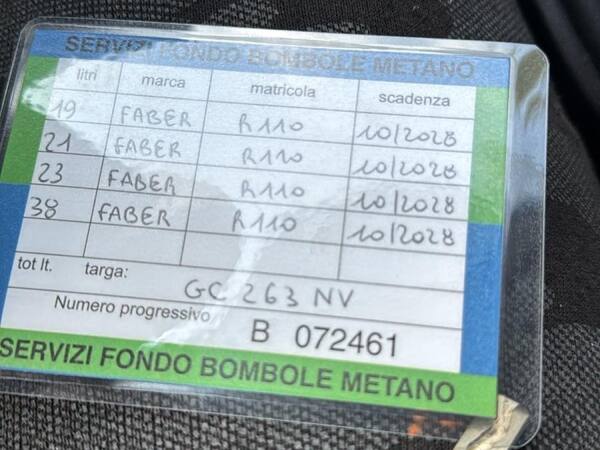 SERVIZI FONDO BOMBOLE METANO
litri marca matricola scadenza
19 FABER R110 10/2028
21 FABER R110 10/2028
23 FABER R110 10/2028
38 FABER R110 10/2028
tot lt. targa: GC 263 NV
Numero progressivo B 072461
SERVIZI FONDO BOMBOLE METANO